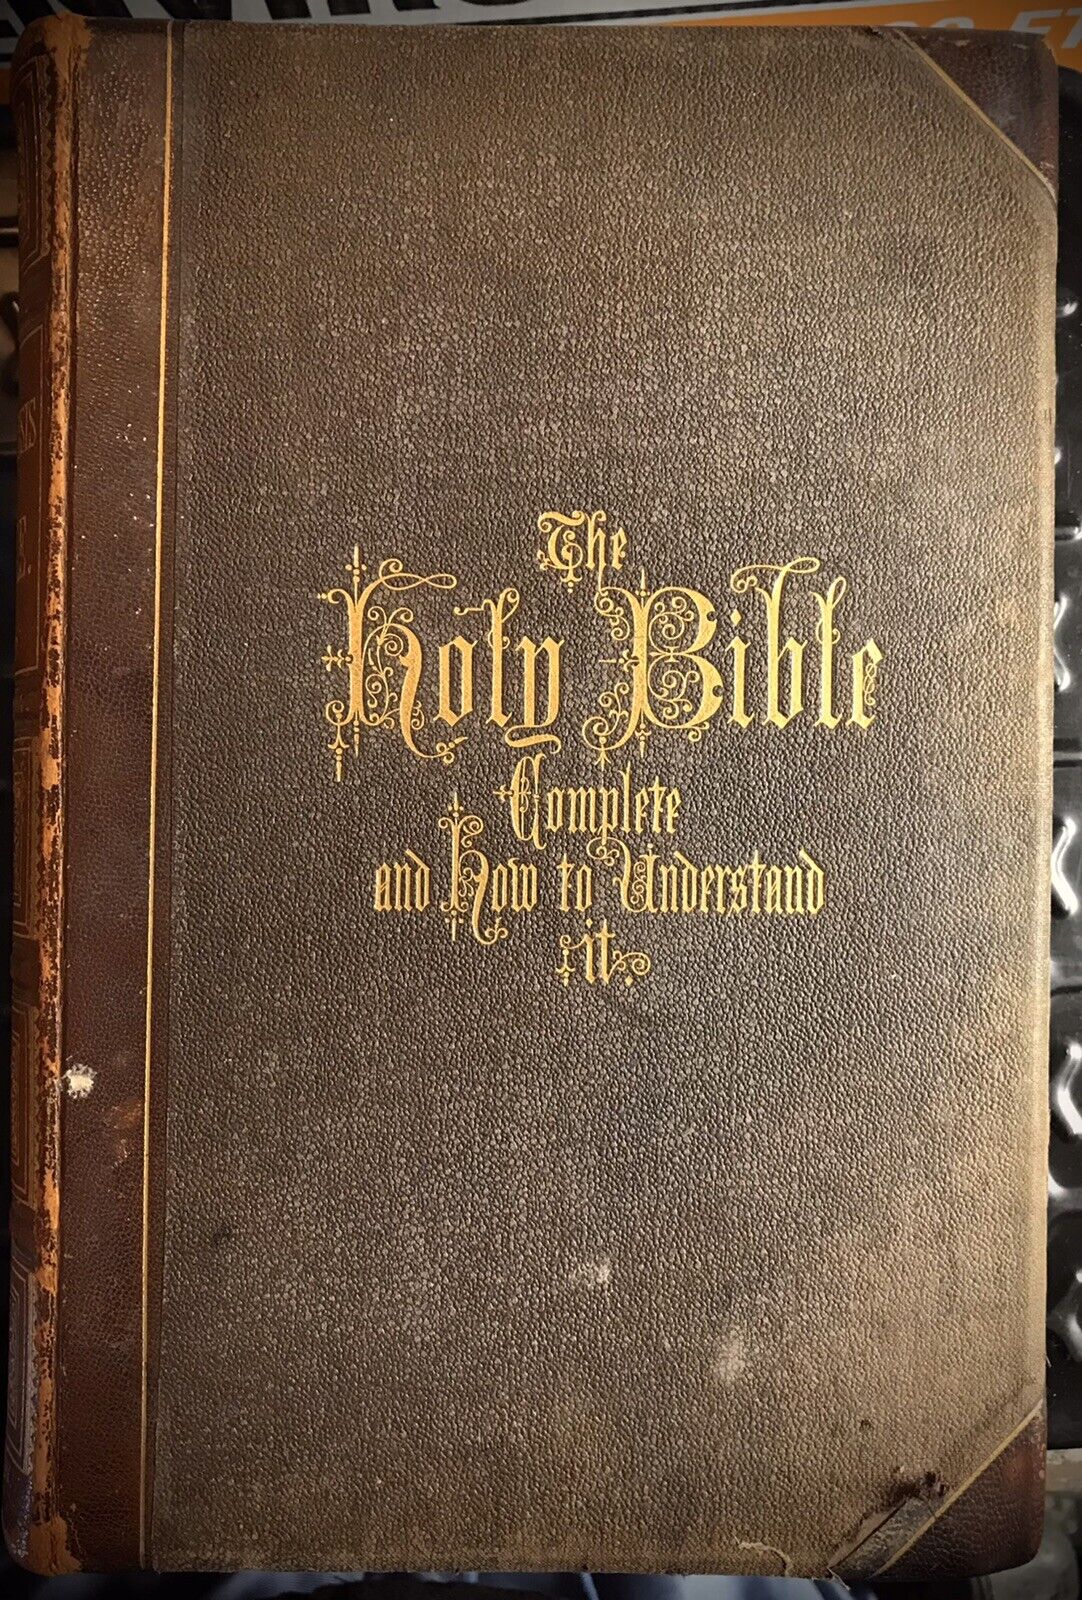 The
Holy Bible
Complete
and How to Understand
it.